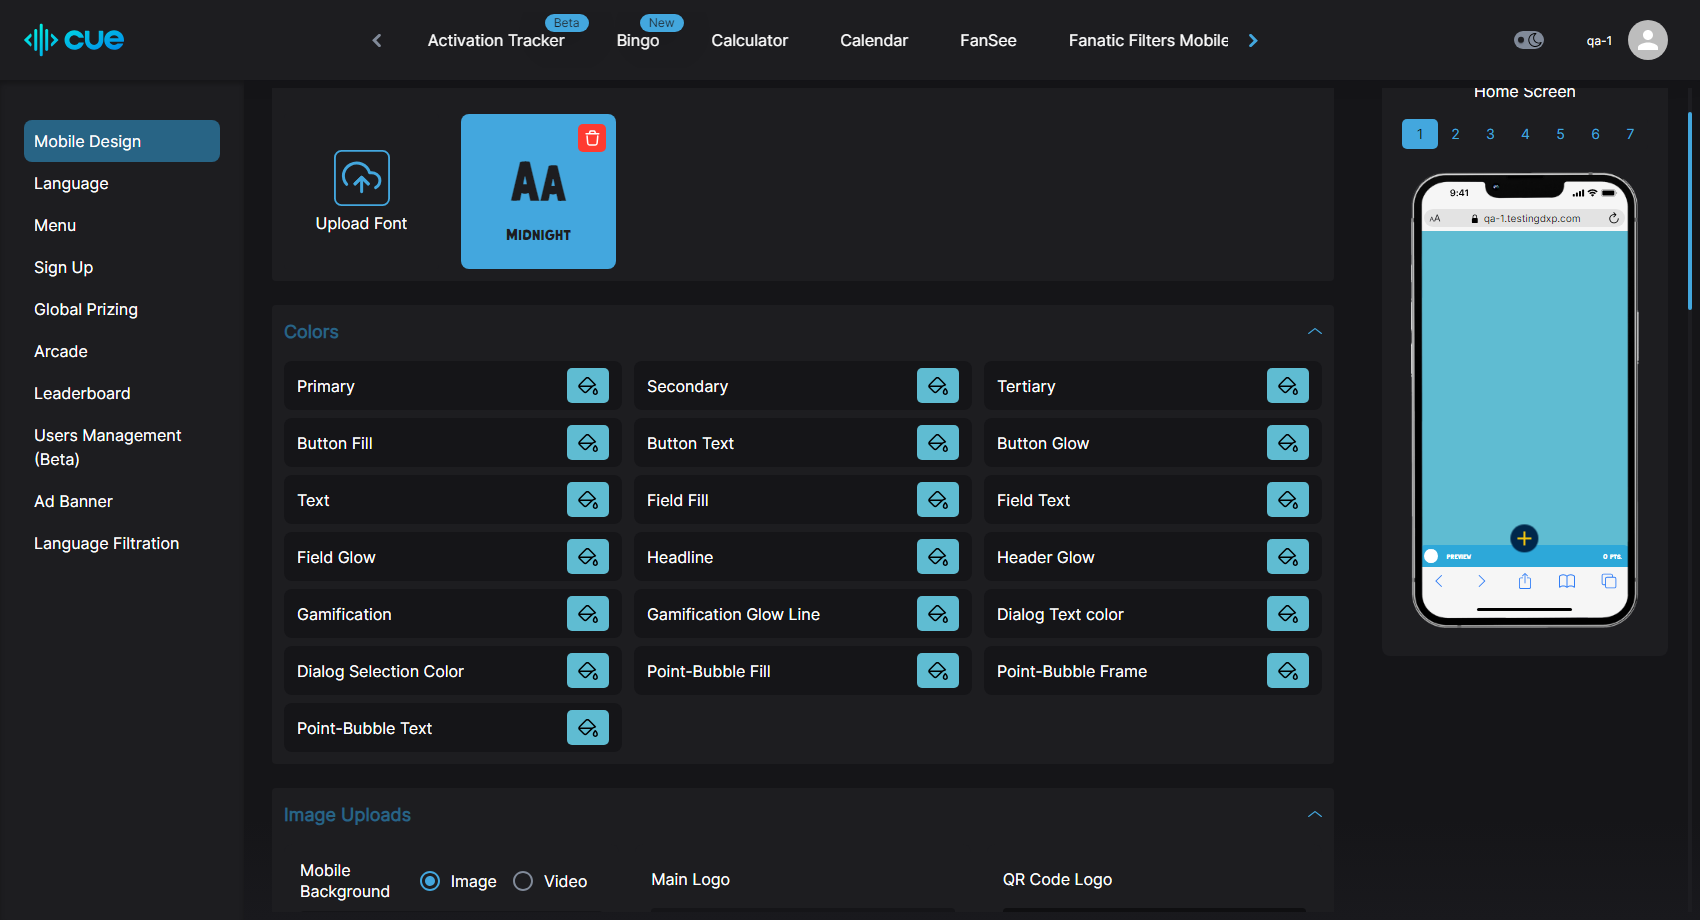 cue
Activation Tracker
Beta
Bingo
New
Calculator
Calendar
FanSee
Fanatic Filters Mobile
qa-1
Mobile Design
Language
Menu
Sign Up
Global Prizing
Arcade
Leaderboard
Users Management
(Beta)
Ad Banner
Language Filtration
Upload Font
AA
MIDNIGHT
Colors
Primary
Secondary
Tertiary
Button Fill
Button Text
Button Glow
Text
Field Fill
Field Text
Field Glow
Headline
Header Glow
Gamification
Gamification Glow Line
Dialog Text color
Dialog Selection Color
Point-Bubble Fill
Point-Bubble Frame
Point-Bubble Text
Image Uploads
Mobile
Background
Image
Video
Main Logo
QR Code Logo
Home Screen
1 2 3 4 5 6 7
9:41
AA
qa-1.testingdxp.com
PREVIEW
0 PTS.